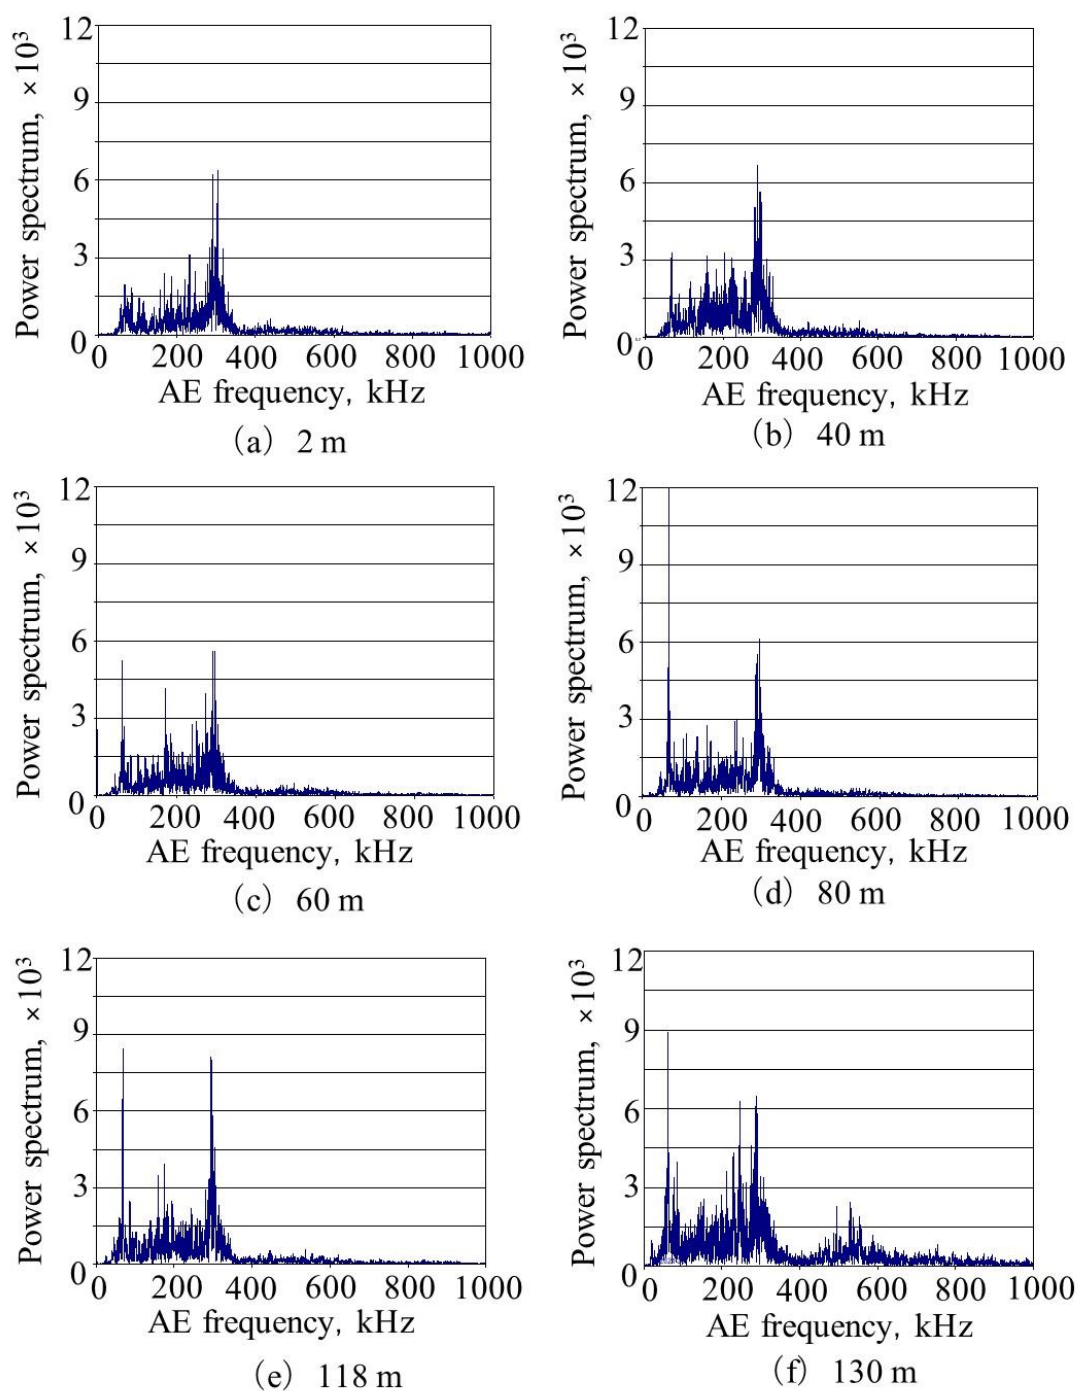 Power spectrum, ×10³
12
9
6
3
0
0 200 400 600 800 1000
AE frequency, kHz
(a) 2 m
Power spectrum, ×10³
12
9
6
3
0
0 200 400 600 800 1000
AE frequency, kHz
(b) 40 m
Power spectrum, ×10³
12
9
6
3
0
0 200 400 600 800 1000
AE frequency, kHz
(c) 60 m
Power spectrum, ×10³
12
9
6
3
0
0 200 400 600 800 1000
AE frequency, kHz
(d) 80 m
Power spectrum, ×10³
12
9
6
3
0
0 200 400 600 800 1000
AE frequency, kHz
(e) 118 m
Power spectrum, ×10³
12
9
6
3
0
0 200 400 600 800 1000
AE frequency, kHz
(f) 130 m